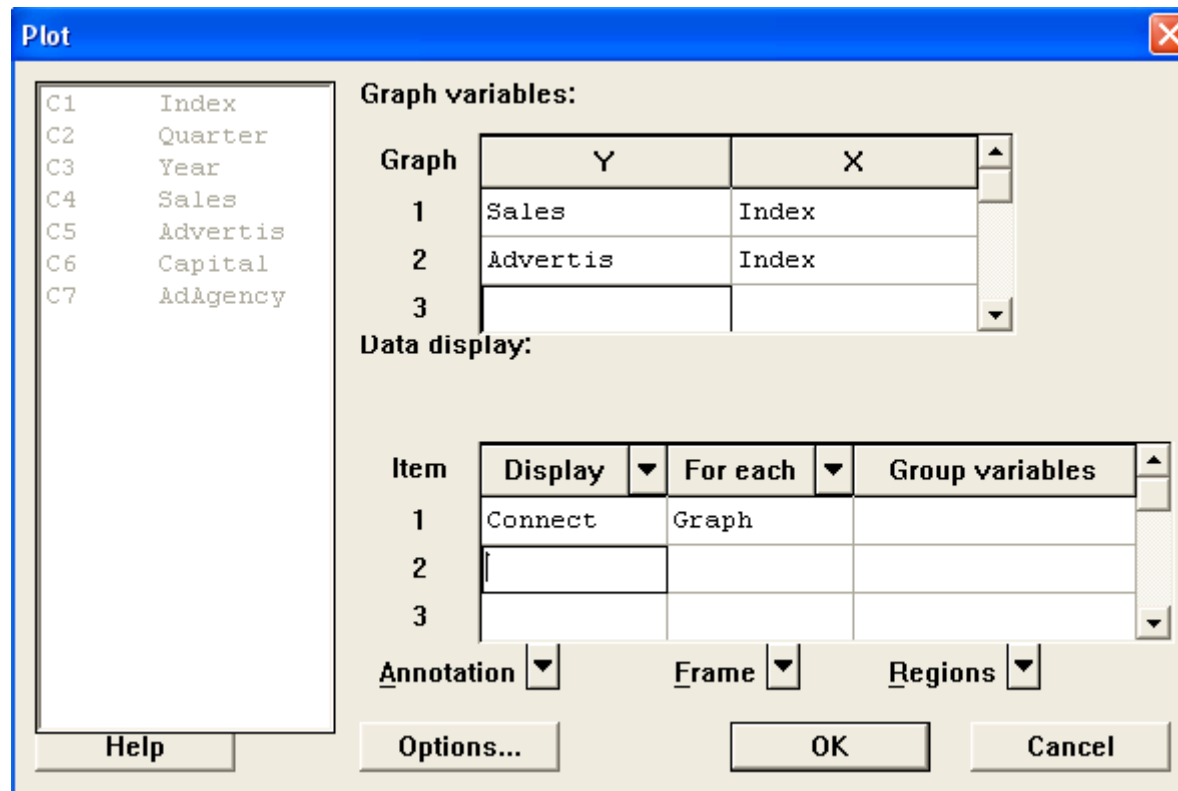 Plot
C1 Index
C2 Quarter
C3 Year
C4 Sales
C5 Advertis
C6 Capital
C7 AdAgency
Graph variables:
Graph Y X
1 Sales Index
2 Advertis Index
3
Data display:
Item Display For each Group variables
1 Connect Graph
2
3
Annotation Frame Regions
Help Options... OK Cancel